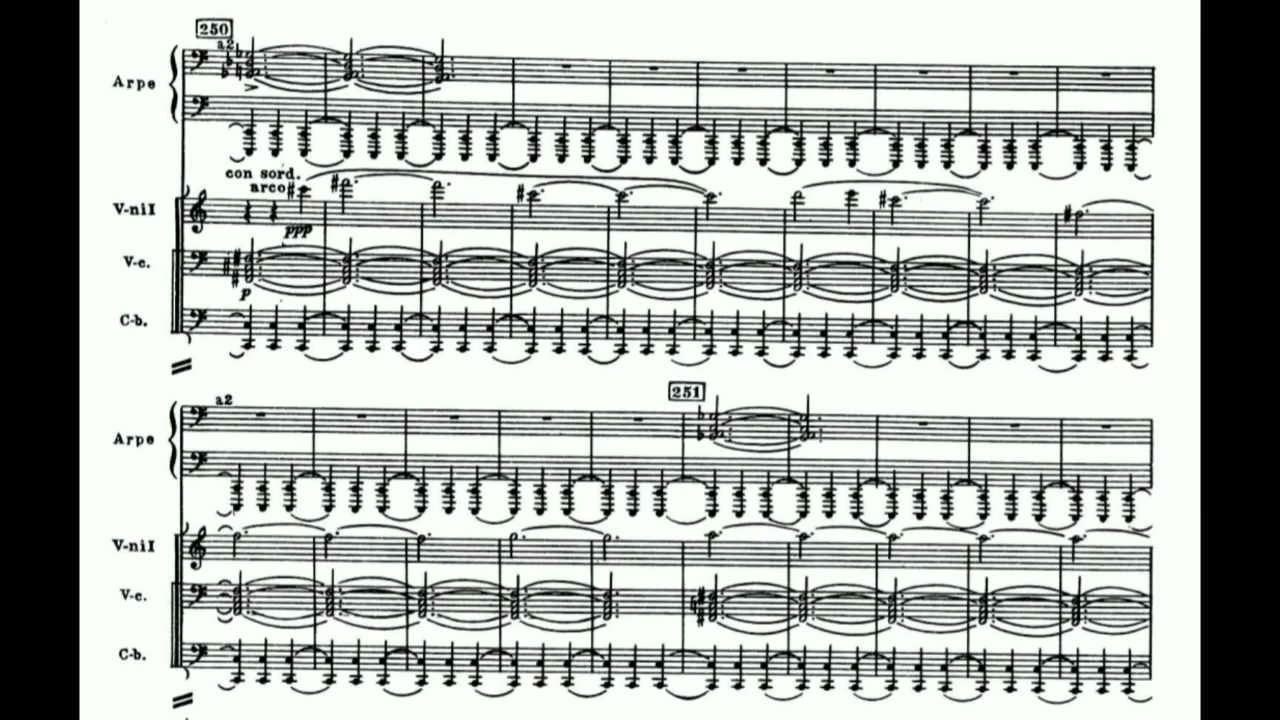 250
a2
Arpe
con sord.
arco
V-ni I
ppp
V-c.
p
C-b.
251
a2
Arpe
V-ni I
V-c.
C-b.